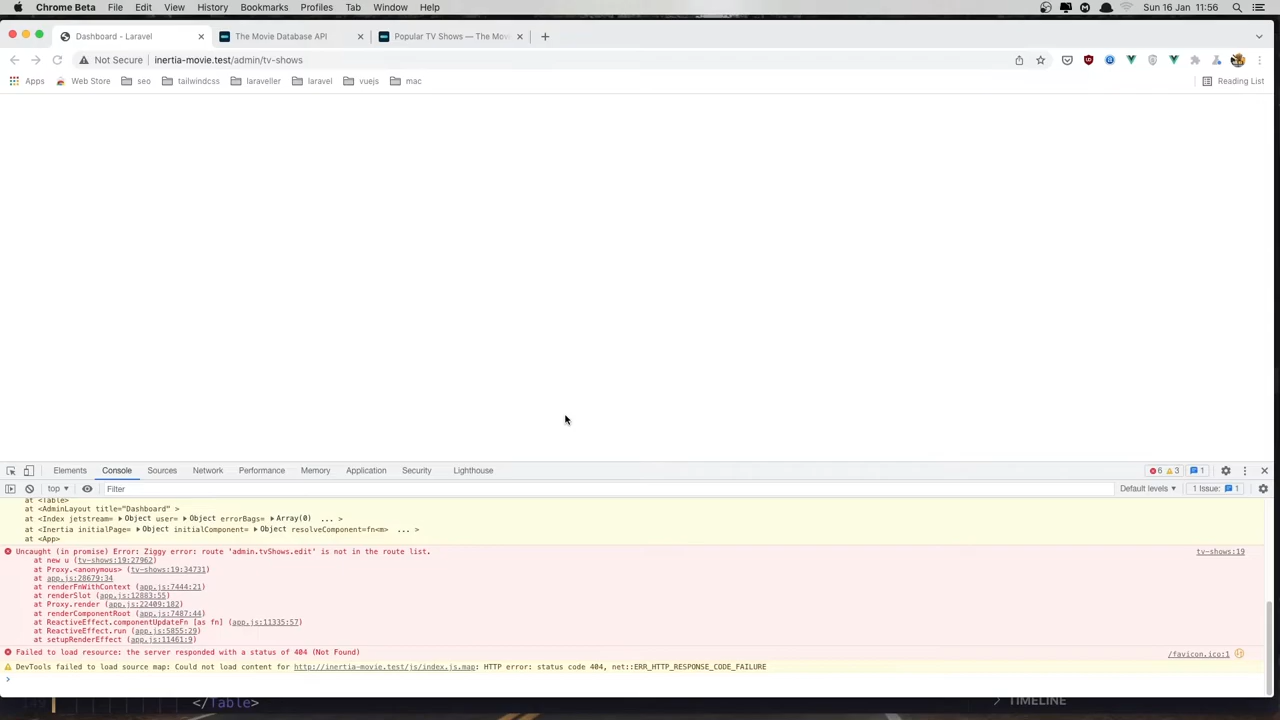 Chrome Beta File Edit View History Bookmarks Profiles Tab Window Help Sun 16 Jan 11:56
Dashboard - Laravel The Movie Database API Popular TV Shows — The Mov
Not Secure inertia-movie.test/admin/tv-shows
Apps Web Store seo tailwindcss laraveller laravel vuejs mac Reading List
Elements Console Sources Network Performance Memory Application Security Lighthouse 6 3 1
top Filter Default levels 1 Issue: 1
at <Table>
at <AdminLayout title="Dashboard" >
at <Index jetstream= Object user= Object errorBags= Array(0) ... >
at <Inertia initialPage= Object initialComponent= Object resolveComponent=fn<m> ... >
at <App>
Uncaught (in promise) Error: Ziggy error: route 'admin.tvShows.edit' is not in the route list. tv-shows:19
at new u (tv-shows:19:27962)
at Proxy.<anonymous> (tv-shows:19:34731)
at app.js:28679:34
at renderFnWithContext (app.js:7444:21)
at renderSlot (app.js:12883:55)
at Proxy.render (app.js:22409:182)
at renderComponentRoot (app.js:7487:44)
at ReactiveEffect.componentUpdateFn [as fn] (app.js:11335:57)
at ReactiveEffect.run (app.js:5855:29)
at setupRenderEffect (app.js:11461:9)
Failed to load resource: the server responded with a status of 404 (Not Found) /favicon.ico:1
DevTools failed to load source map: Could not load content for http://inertia-movie.test/js/index.js.map: HTTP error: status code 404, net::ERR_HTTP_RESPONSE_CODE_FAILURE
>
</Table> > TIMELINE